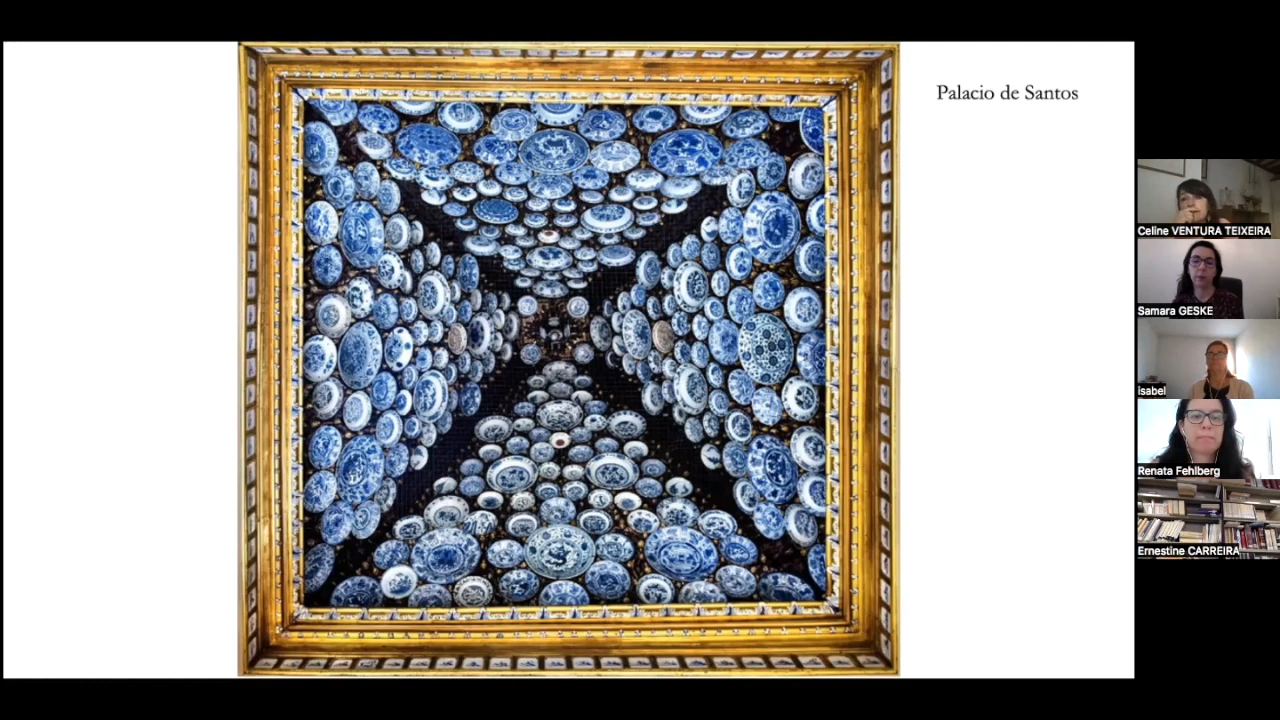 Palacio de Santos
Celine VENTURA TEIXEIRA
Samara GESKE
isabel
Renata Fehlberg
Ernestine CARREIRA